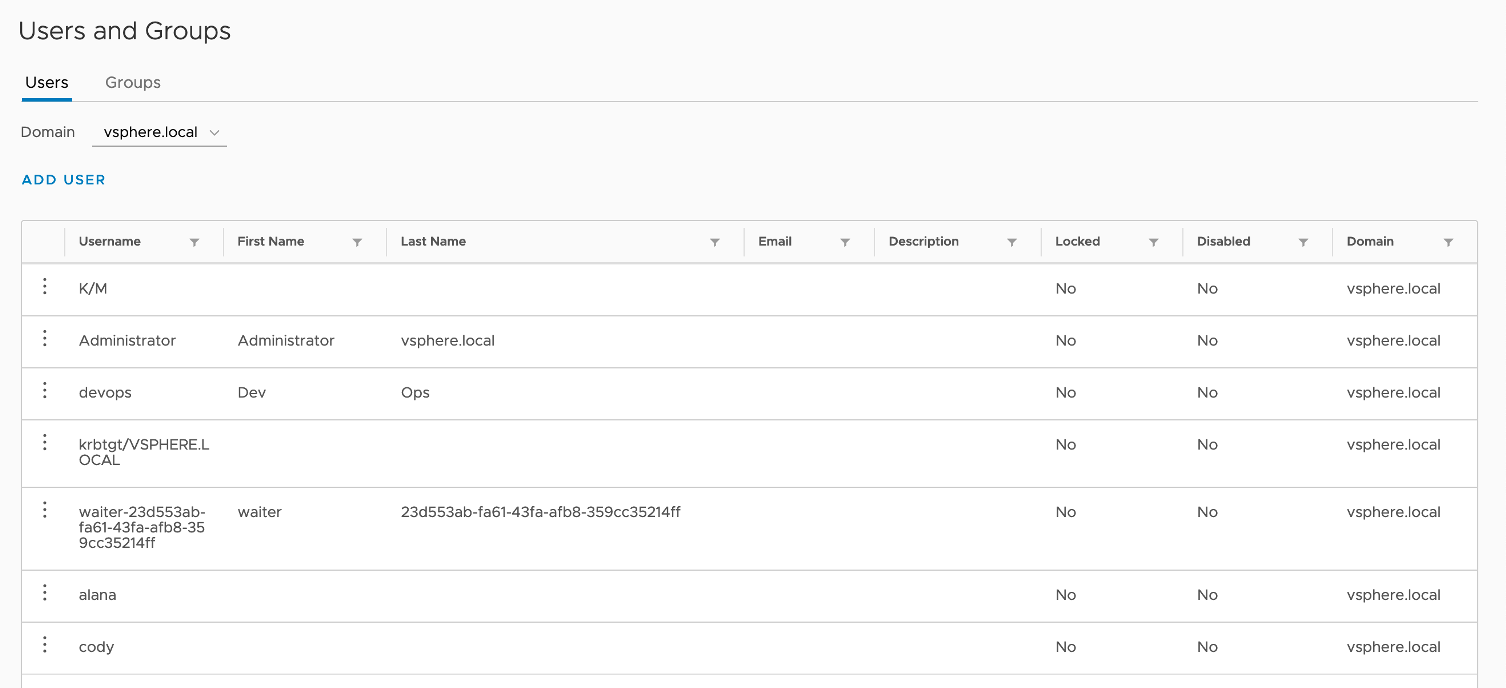 Users and Groups
Users Groups
Domain vsphere.local
ADD USER
Username First Name Last Name Email Description Locked Disabled Domain
K/M No No vsphere.local
Administrator Administrator vsphere.local No No vsphere.local
devops Dev Ops No No vsphere.local
krbtgt/VSPHERE.L No No vsphere.local
OCAL
waiter-23d553ab- waiter 23d553ab-fa61-43fa-afb8-359cc35214ff No No vsphere.local
fa61-43fa-afb8-35
9cc35214ff
alana No No vsphere.local
cody No No vsphere.local